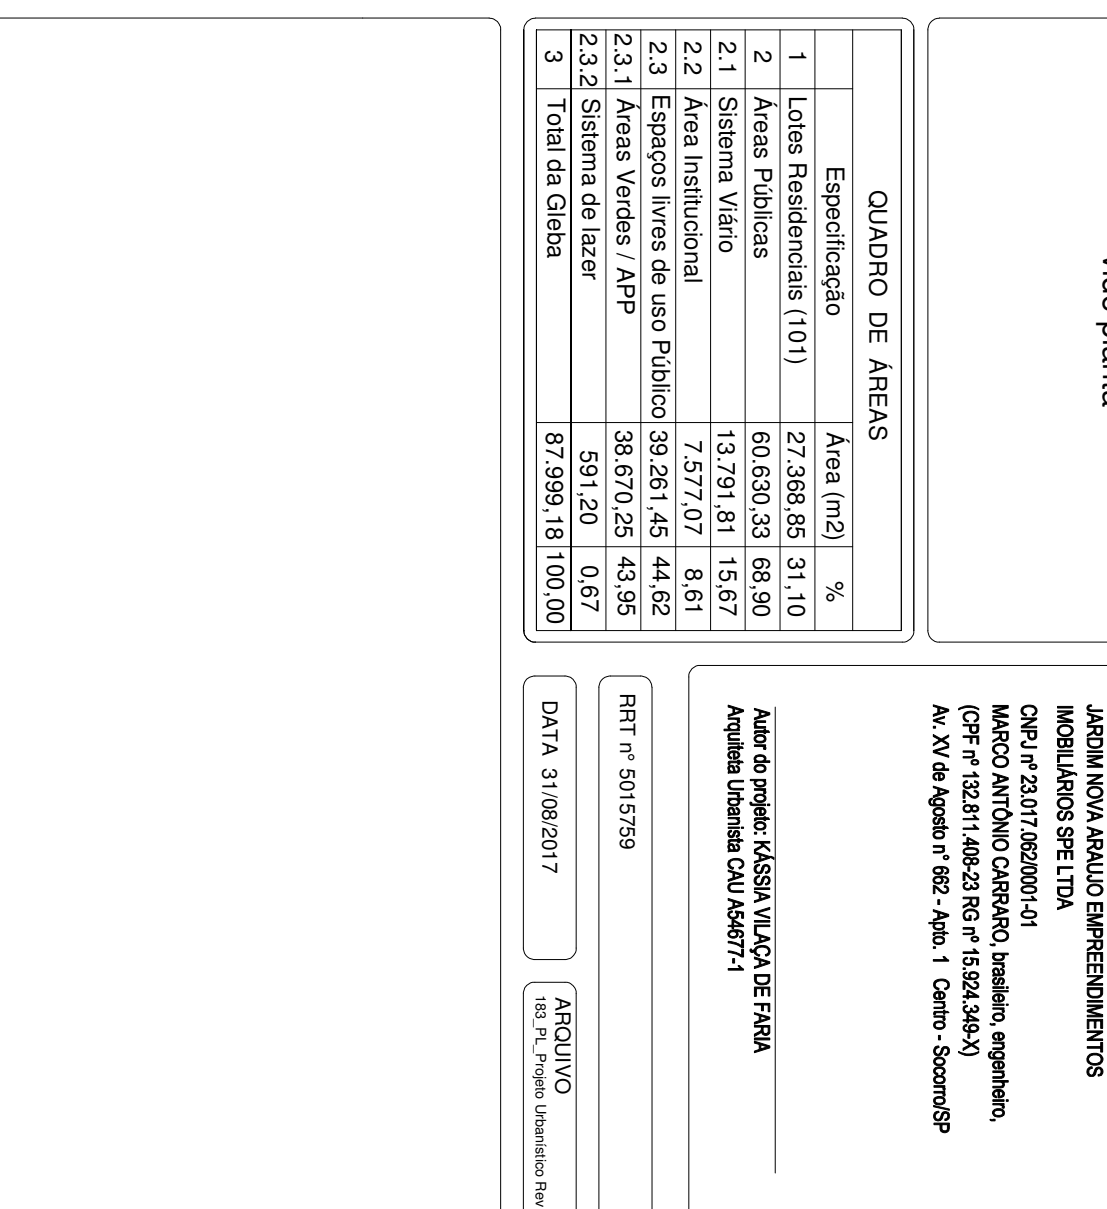 vide planta
QUADRO DE ÁREAS
Especificação Área (m2) %
1 Lotes Residenciais (101) 27.368,85 31,10
2 Áreas Públicas 60.630,33 68,90
2.1 Sistema Viário 13.791,81 15,67
2.2 Área Institucional 7.577,07 8,61
2.3 Espaços livres de uso Público 39.261,45 44,62
2.3.1 Áreas Verdes / APP 38.670,25 43,95
2.3.2 Sistema de lazer 591,20 0,67
3 Total da Gleba 87.999,18 100,00
JARDIM NOVA ARAUJO EMPREENDIMENTOS
IMOBILIÁRIOS SPE LTDA
CNPJ nº 23.017.062/0001-01
MARCO ANTÔNIO CARRARO, brasileiro, engenheiro,
(CPF nº 132.811.408-23 RG nº 15.924.349-X)
Av. XV de Agosto n° 662 - Apto. 1 Centro - Socorro/SP
Autor do projeto: KÁSSIA VILAÇA DE FARIA
Arquiteta Urbanista CAU A54677-1
RRT n° 5015759
DATA 31/08/2017
ARQUIVO
183_PL_Projeto Urbanístico Rev